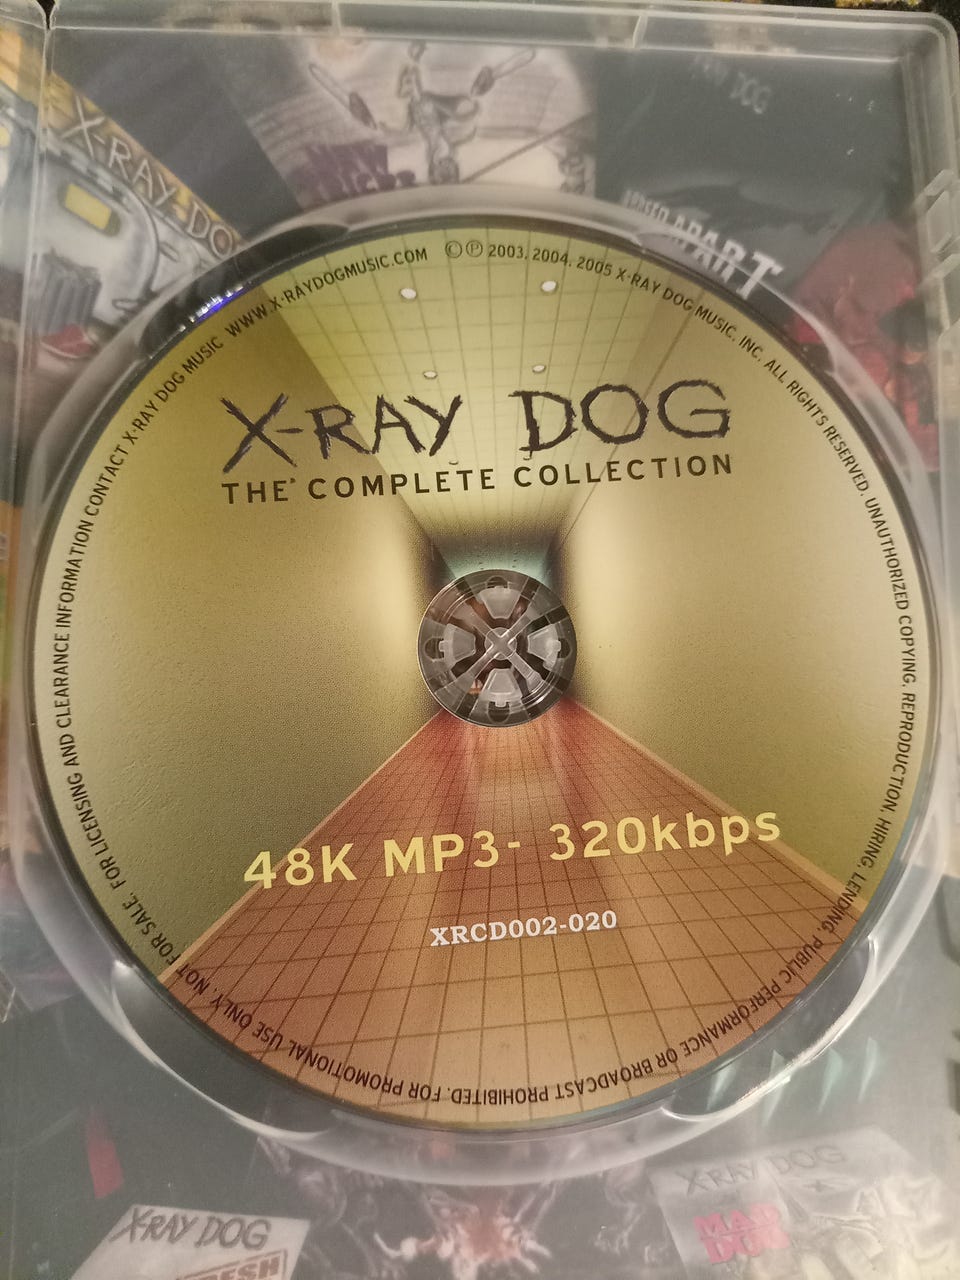 X-RAY DOG
X-RAY DOG
THE COMPLETE COLLECTION
48K MP3- 320kbps
XRCD002-020
FOR PROMOTIONAL USE ONLY. NOT FOR SALE. FOR LICENSING AND CLEARANCE INFORMATION CONTACT X-RAY DOG MUSIC WWW.X-RAYDOGMUSIC.COM ©℗ 2003, 2004, 2005 X-RAY DOG MUSIC, INC. ALL RIGHTS RESERVED. UNAUTHORIZED COPYING, REPRODUCTION, HIRING, LENDING, PUBLIC PERFORMANCE OR BROADCAST PROHIBITED.
X-RAY DOG
X-RAY DOG
MAD
DOG